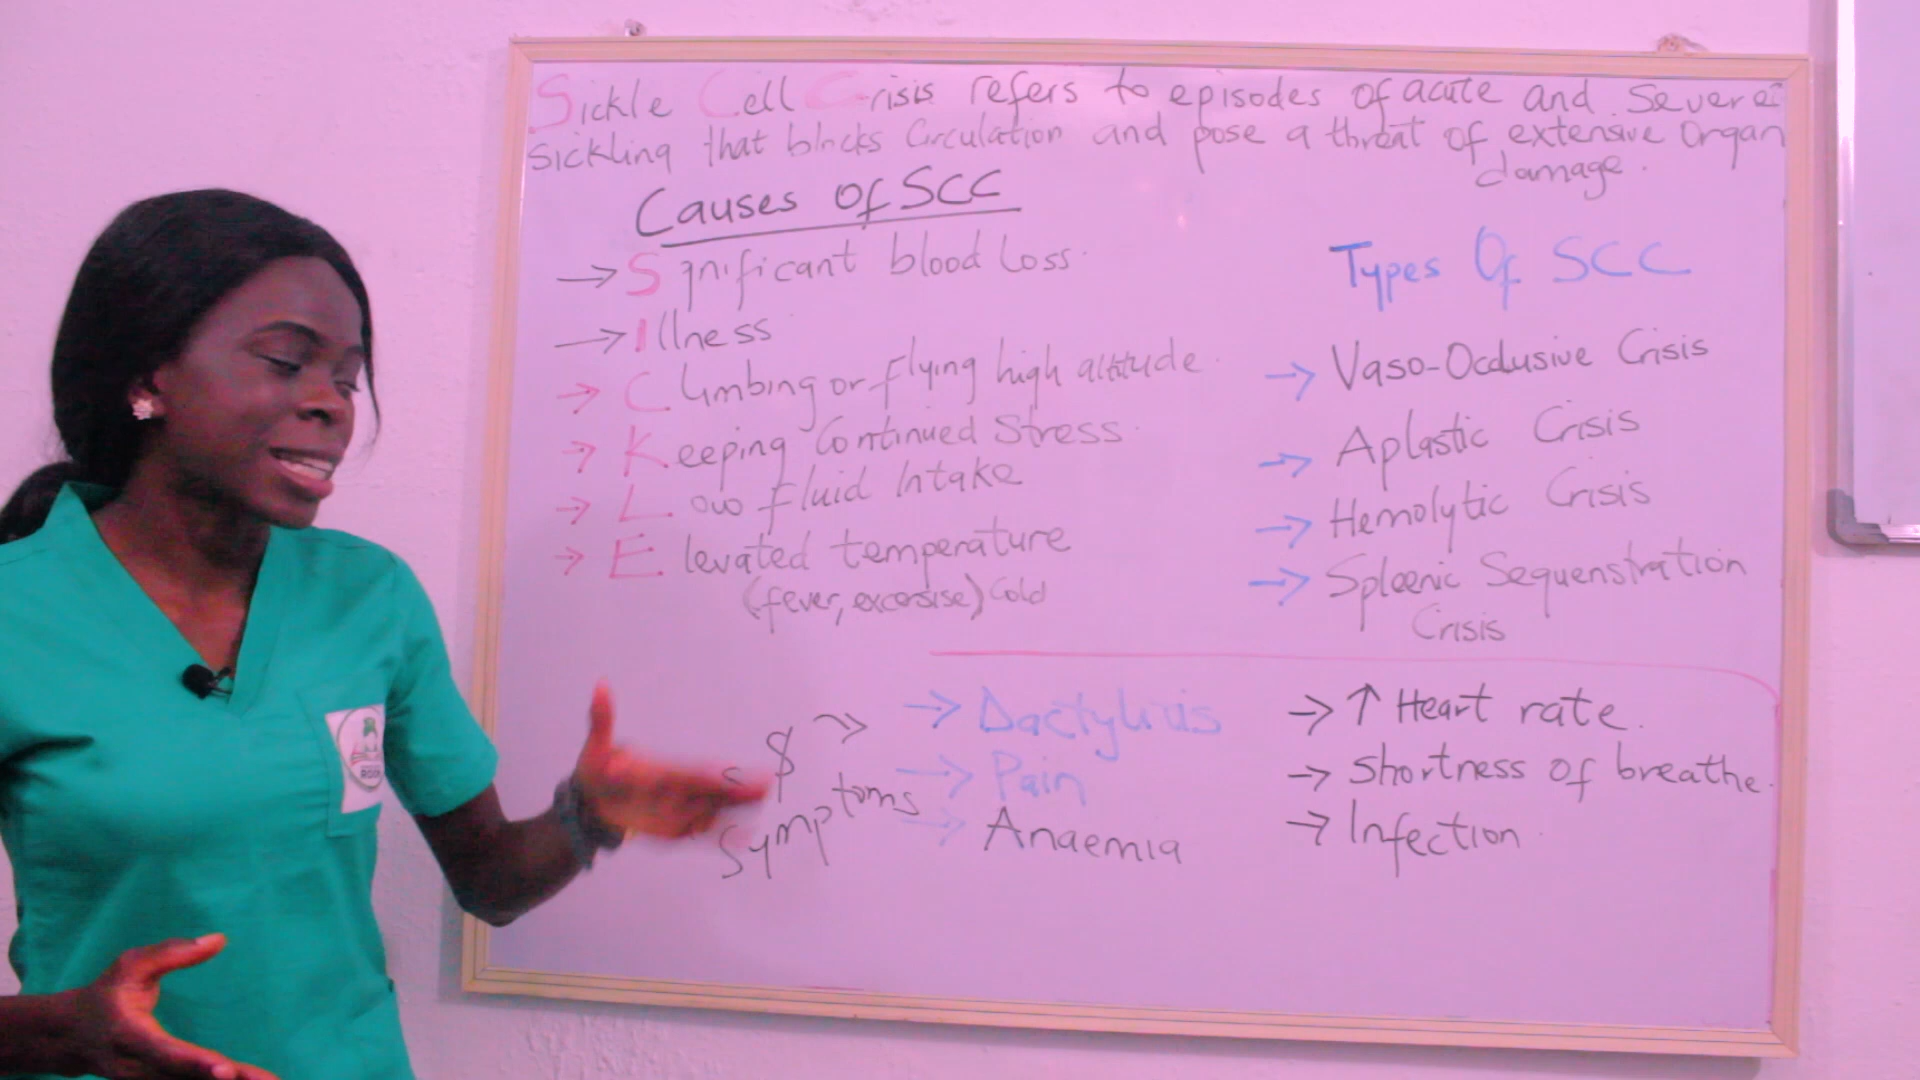 Sickle Cell Crisis refers to episodes of acute and Severe
Sickling that blocks Circulation and pose a threat of extensive Organ
damage.
Causes Of SCC
→ Significant blood Loss.
→ Illness
→ Climbing or flying high altitude.
→ Keeping Continued Stress.
→ Low fluid Intake
→ Elevated temperature
(fever, excersise) Cold
Types Of SCC
→ Vaso-Occlusive Crisis
→ Aplastic Crisis
→ Hemolytic Crisis
→ Spleenic Sequenstration
Crisis
S $
Symptoms
→ Dactylitis
→ Pain
→ Anaemia
→ ↑ Heart rate.
→ Shortness of breathe.
→ Infection